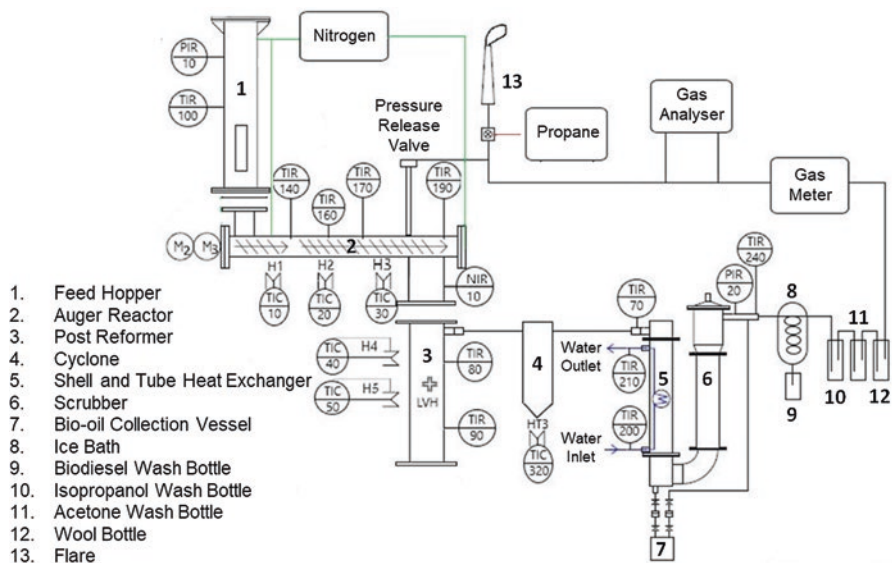 Nitrogen
PIR
10
TIR
100
1
13
Pressure
Release
Valve
Propane
Gas
Analyser
Gas
Meter
TIR
140
TIR
160
TIR
170
TIR
190
M2
M3
2
H1
H2
H3
TIC
10
TIC
20
TIC
30
NIR
10
TIC
40
H4
TIC
50
H5
3
LVH
TIR
80
TIR
90
4
HT3
TIC
320
TIR
70
Water
Outlet
TIR
210
TIR
200
Water
Inlet
5
6
7
PIR
20
TIR
240
8
9
10
11
12
1. Feed Hopper
2. Auger Reactor
3. Post Reformer
4. Cyclone
5. Shell and Tube Heat Exchanger
6. Scrubber
7. Bio-oil Collection Vessel
8. Ice Bath
9. Biodiesel Wash Bottle
10. Isopropanol Wash Bottle
11. Acetone Wash Bottle
12. Wool Bottle
13. Flare